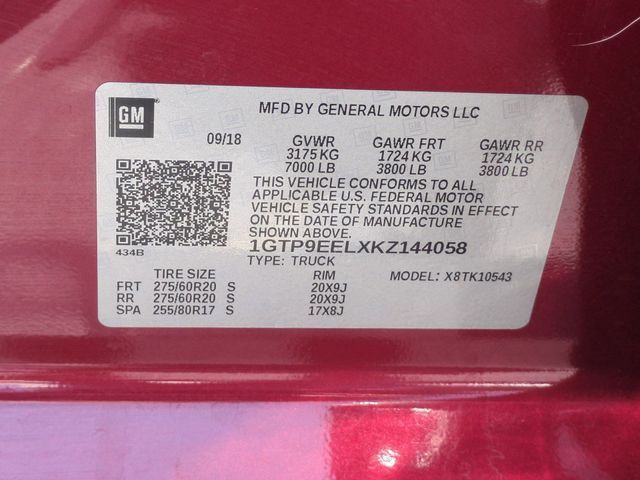 GM
MFD BY GENERAL MOTORS LLC
09/18 GVWR GAWR FRT GAWR RR
3175 KG 1724 KG 1724 KG
7000 LB 3800 LB 3800 LB
THIS VEHICLE CONFORMS TO ALL
APPLICABLE U.S. FEDERAL MOTOR
VEHICLE SAFETY STANDARDS IN EFFECT
ON THE DATE OF MANUFACTURE
SHOWN ABOVE.
434B 1GTP9EELXKZ144058
TYPE: TRUCK MODEL: X8TK10543
TIRE SIZE RIM
FRT 275/60R20 S 20X9J
RR 275/60R20 S 20X9J
SPA 255/80R17 S 17X8J